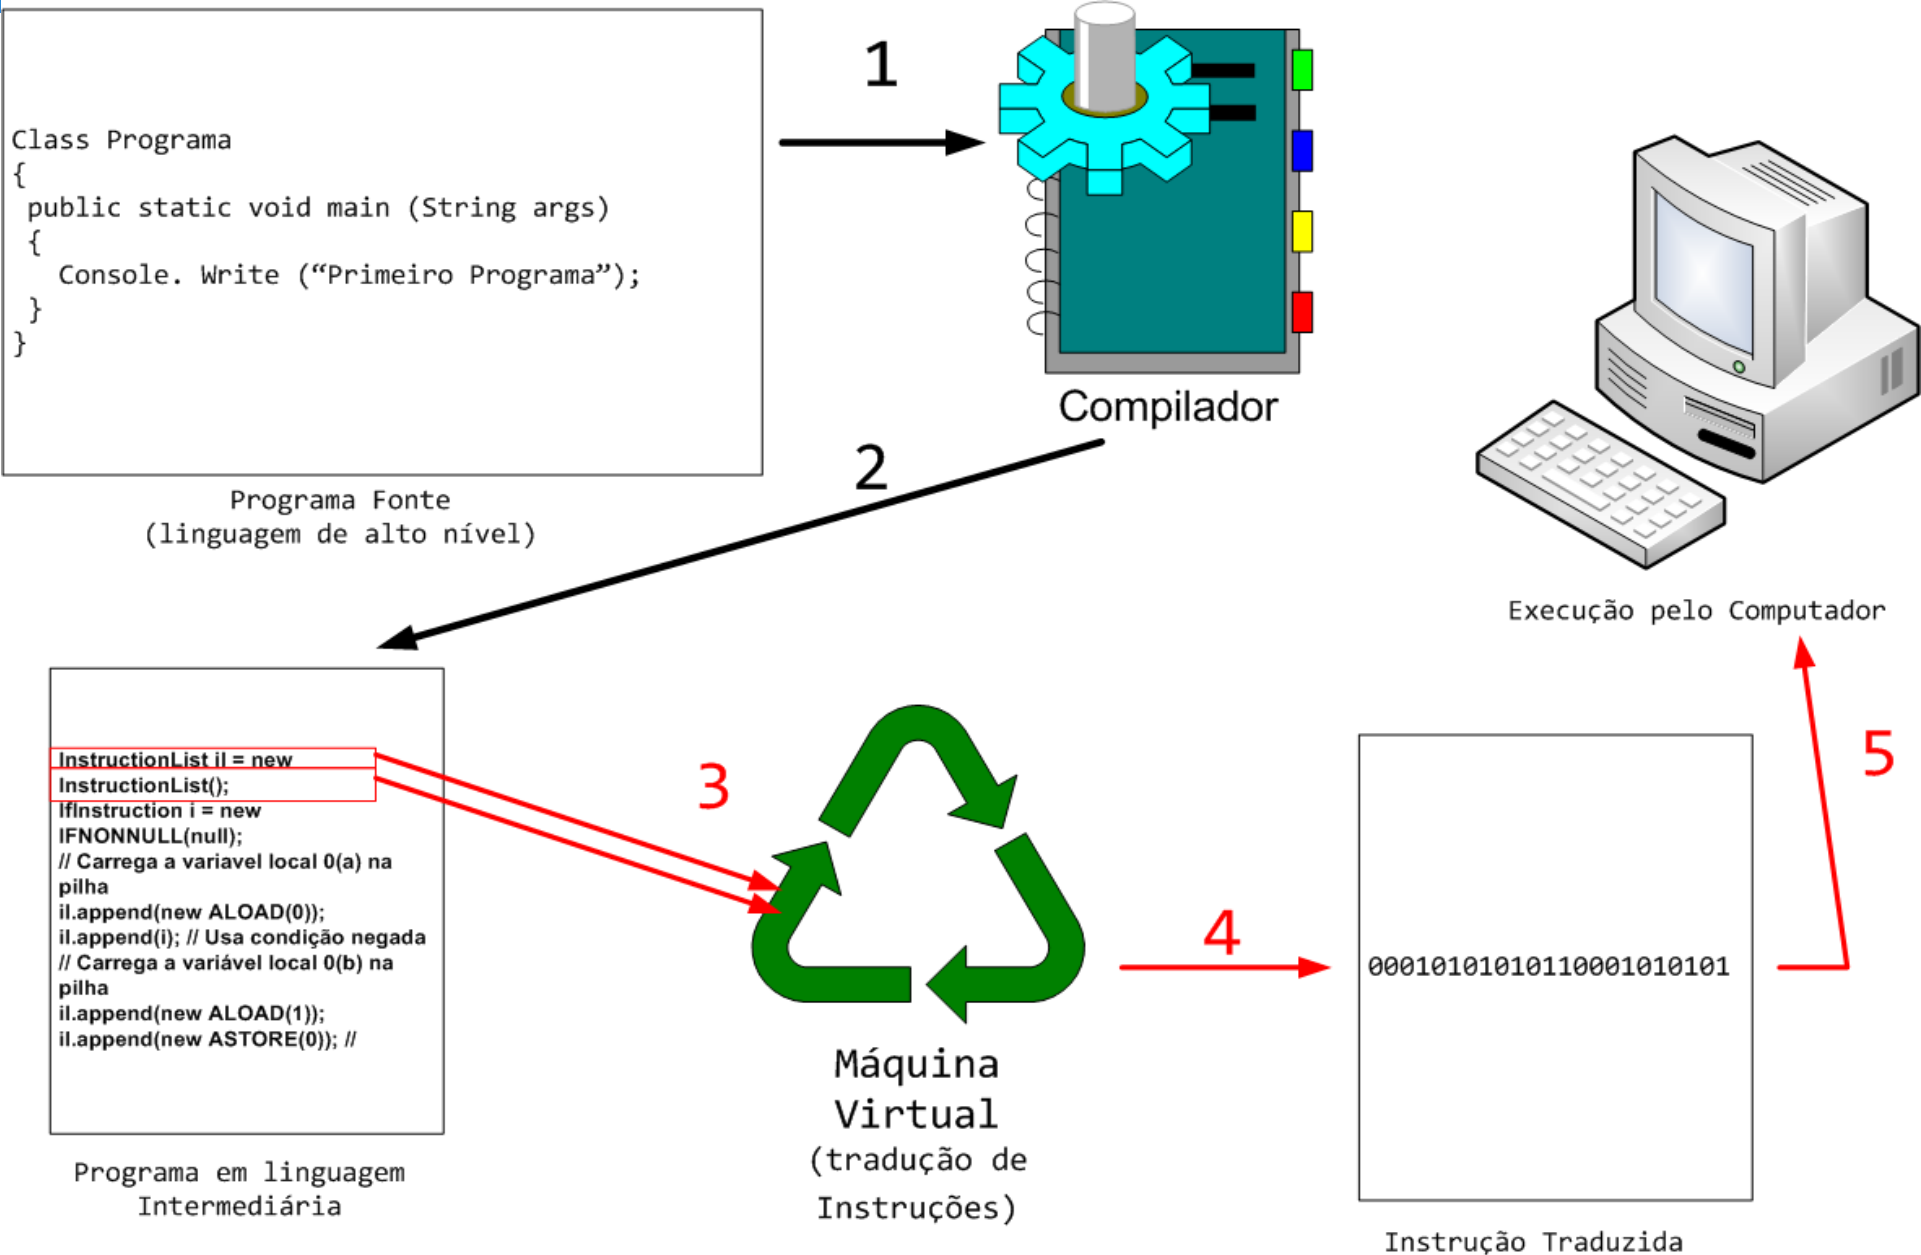 Class Programa
{
public static void main (String args)
{
Console. Write (“Primeiro Programa”);
}
}
Programa Fonte
(linguagem de alto nível)
1
Compilador
2
Execução pelo Computador
InstructionList il = new
InstructionList();
IfInstruction i = new
IFNONNULL(null);
// Carrega a variavel local 0(a) na
pilha
il.append(new ALOAD(0));
il.append(i); // Usa condição negada
// Carrega a variável local 0(b) na
pilha
il.append(new ALOAD(1));
il.append(new ASTORE(0)); //
Programa em linguagem
Intermediária
3
Máquina
Virtual
(tradução de
Instruções)
4
00010101010110001010101
Instrução Traduzida
5